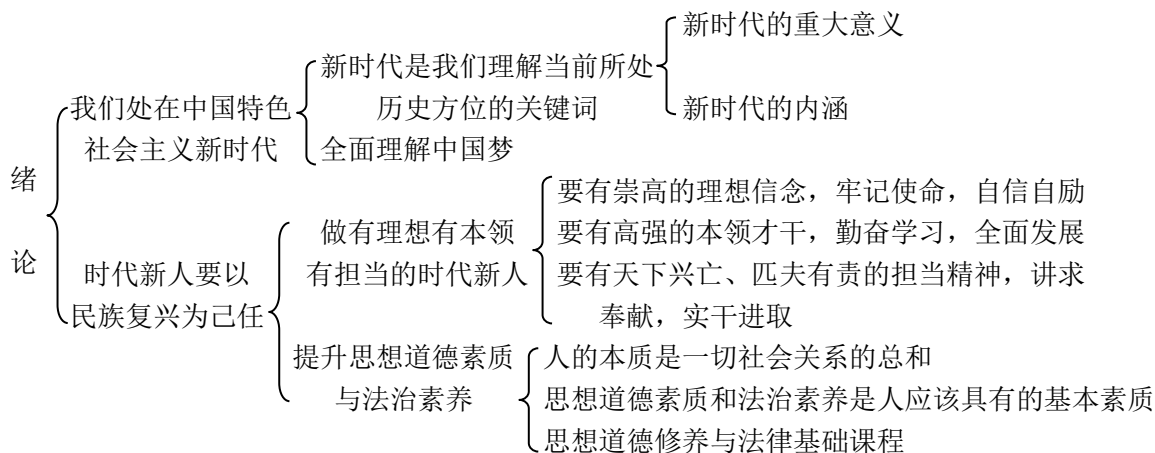 绪论
我们处在中国特色
社会主义新时代
新时代是我们理解当前所处
历史方位的关键词
新时代的重大意义
新时代的内涵
全面理解中国梦
时代新人要以
民族复兴为己任
做有理想有本领
有担当的时代新人
要有崇高的理想信念，牢记使命，自信自励
要有高强的本领才干，勤奋学习，全面发展
要有天下兴亡、匹夫有责的担当精神，讲求
奉献，实干进取
提升思想道德素质
与法治素养
人的本质是一切社会关系的总和
思想道德素质和法治素养是人应该具有的基本素质
思想道德修养与法律基础课程